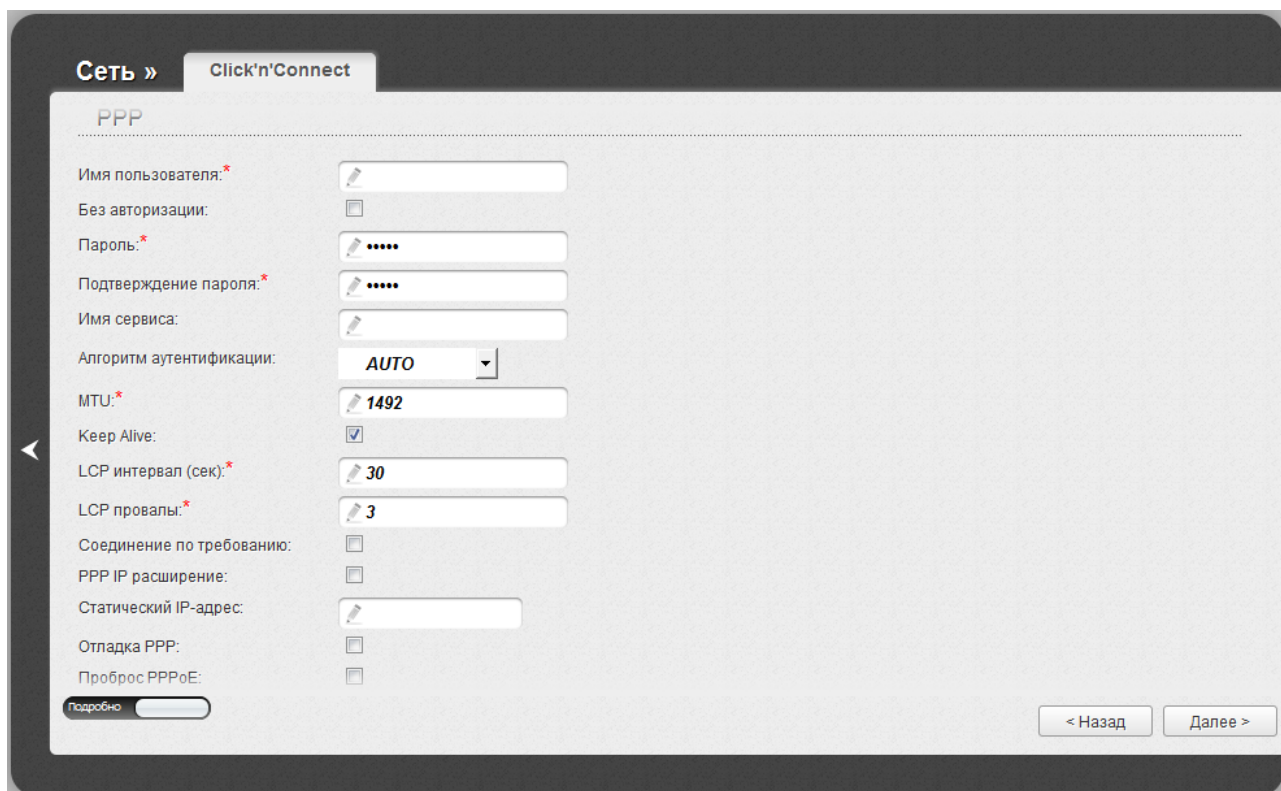 Сеть »
Click'n'Connect
PPP
Имя пользователя:*
Без авторизации:
Пароль:* •••••
Подтверждение пароля:* •••••
Имя сервиса:
Алгоритм аутентификации: AUTO
MTU:* 1492
Keep Alive:
LCP интервал (сек):* 30
LCP провалы:* 3
Соединение по требованию:
PPP IP расширение:
Статический IP-адрес:
Отладка PPP:
Проброс PPPoE:
Подробно
< Назад
Далее >